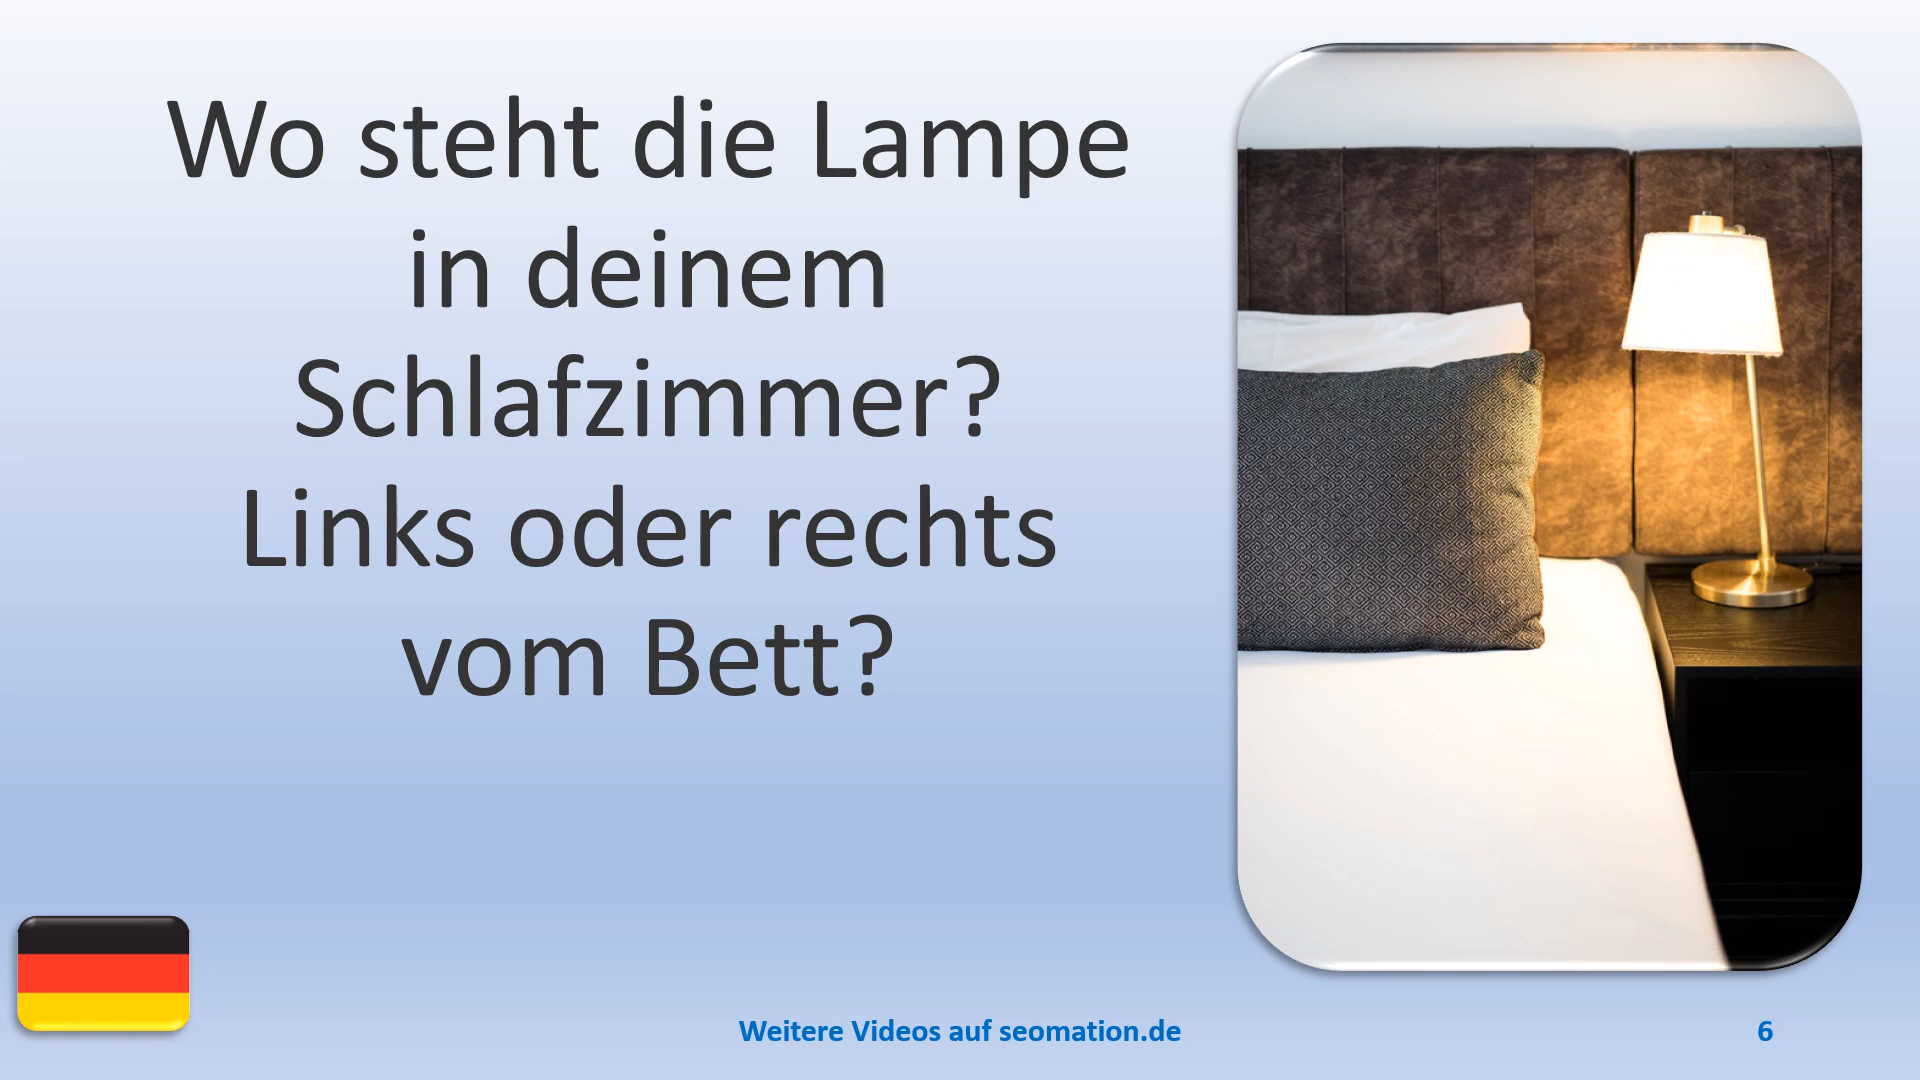 Wo steht die Lampe
in deinem
Schlafzimmer?
Links oder rechts
vom Bett?
Weitere Videos auf seomation.de
6